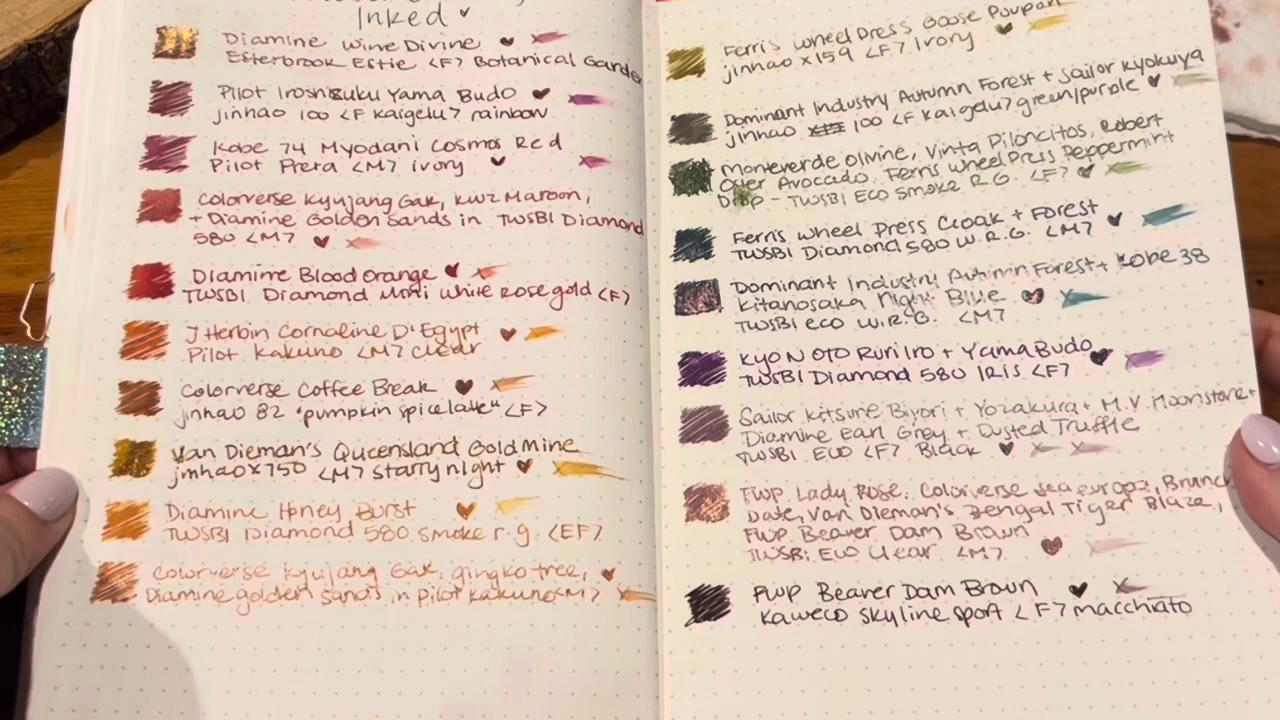 Inked
Diamine Wine Divine
Esterbrook Estie <F> Botanical Garden
Pilot Iroshizuku Yama Budo
jinhao 100 <F Kaigelu> rainbow
Kobe 74 Myodani Cosmos Red
Pilot Prera <M> ivory
Colorverse Kyujang Gak, KWZ Maroon,
+ Diamine Golden Sands in TWSBI Diamond
580 <M>
Diamine Blood Orange
TWSBI Diamond Mini White Rose gold <F>
J Herbin Cornaline D'Egypt
Pilot Kakuno <M> clear
Colorverse Coffee Break
jinhao 82 "pumpkin spice latte" <F>
Van Dieman's Queensland Gold Mine
jinhao x750 <M> starry night
Diamine Honey Burst
TWSBI Diamond 580 smoke r.g. <EF>
Colorverse Kyujang Gak, gingko tree,
Diamine golden sands in pilot kakuno <M>
Ferris Wheel Press Goose Poupon
jinhao x159 <F> ivory
Dominant Industry Autumn Forest + Sailor Kyokuya
jinhao 100 <F Kaigelu> green/purple
Monteverde Olivine, Vinta Piloncitos, Robert
Oster Avocado, Ferris Wheel Press Peppermint
Drop - TWSBI ECO Smoke R.G. <F>
Ferris Wheel Press Cloak + Forest
TWSBI Diamond 580 W.R.G. <M>
Dominant Industry Autumn Forest + Kobe 38
Kitanosaka Night Blue
TWSBI eco W.R.G. <M>
KYO NO OTO Ruri Iro + Yama Budo
TWSBI Diamond 580 Iris <F>
Sailor Kitsune Biyori + Yozakura + M.V. Moonstone +
Diamine Earl Grey + Dusted Truffle
TWSBI ECO <F> Black
FWP Lady Rose, Colorverse Sea europa, Brunch
Date, Van Dieman's Bengal Tiger Blaze,
FWP Beaver Dam Brown
TWSBI ECO Clear <M>
FWP Beaver Dam Brown
Kaweco skyline sport <F> macchiato